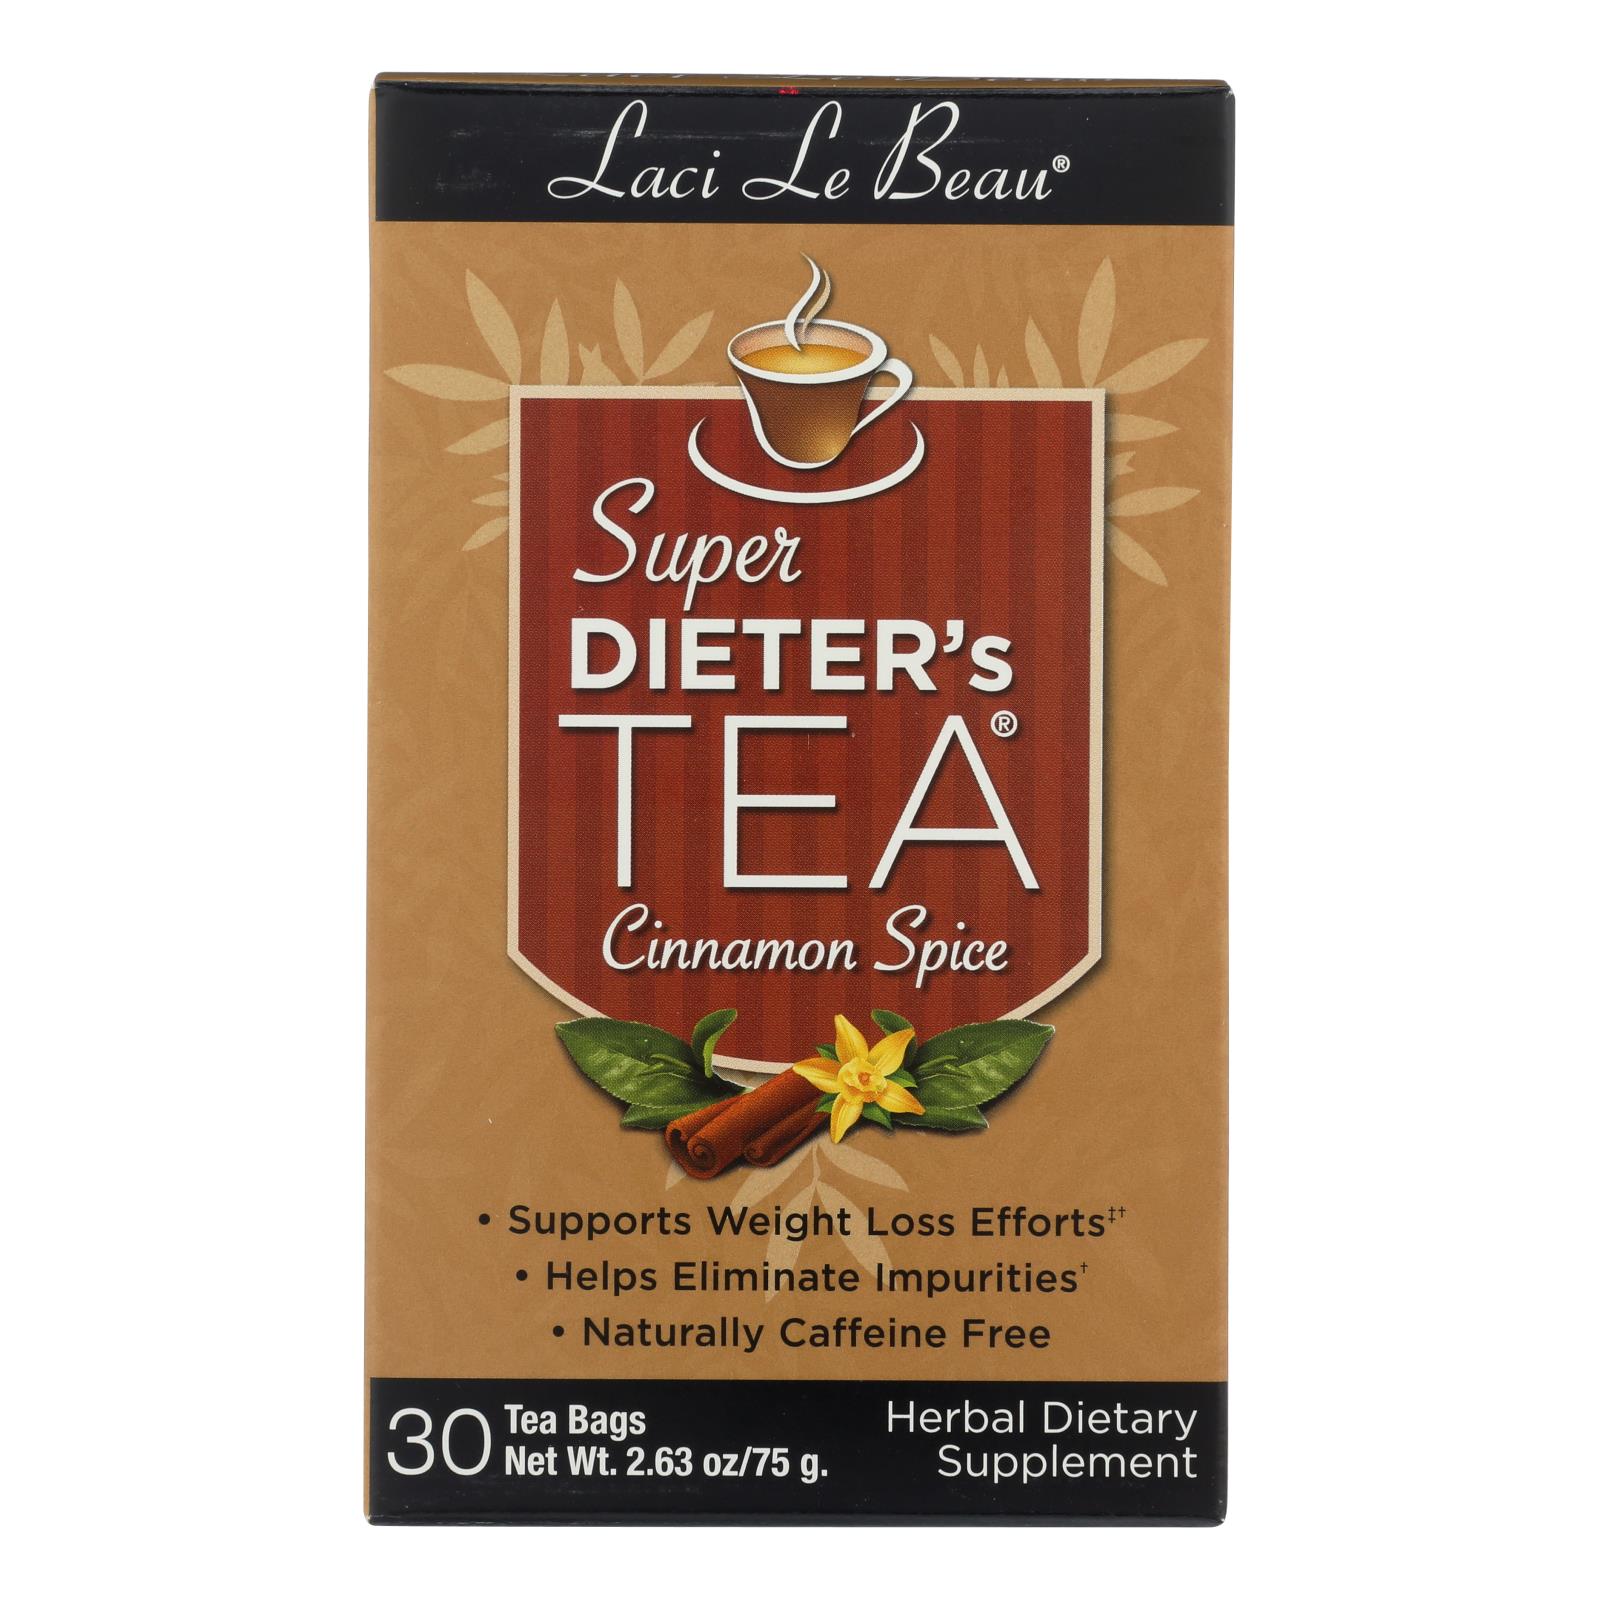 Laci Le Beau®
Super
DIETER's
TEA®
Cinnamon Spice
• Supports Weight Loss Efforts‡†
• Helps Eliminate Impurities†
• Naturally Caffeine Free
30 Tea Bags
Net Wt. 2.63 oz/75 g.
Herbal Dietary
Supplement